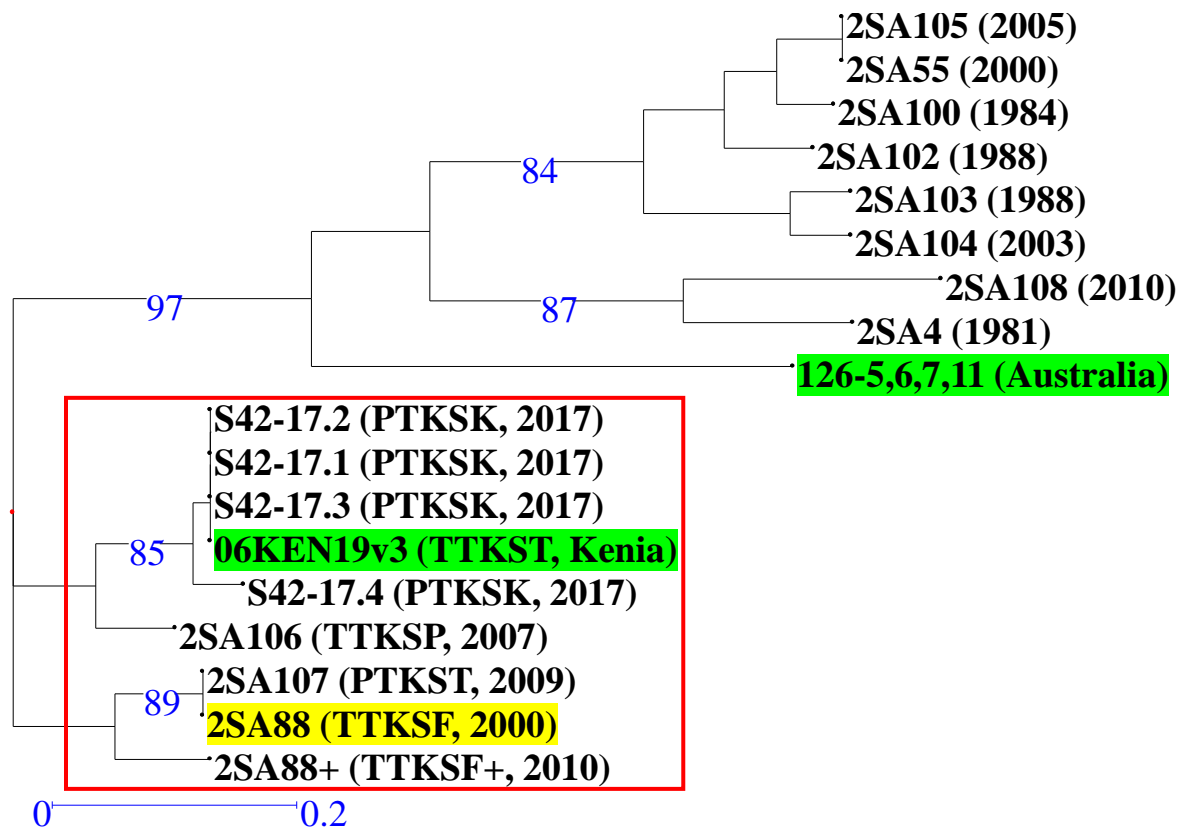 2SA105 (2005)
2SA55 (2000)
2SA100 (1984)
2SA102 (1988)
84
2SA103 (1988)
2SA104 (2003)
2SA108 (2010)
97
87
2SA4 (1981)
126-5,6,7,11 (Australia)
S42-17.2 (PTKSK, 2017)
S42-17.1 (PTKSK, 2017)
S42-17.3 (PTKSK, 2017)
85
06KEN19v3 (TTKST, Kenia)
S42-17.4 (PTKSK, 2017)
2SA106 (TTKSP, 2007)
2SA107 (PTKST, 2009)
89
2SA88 (TTKSF, 2000)
2SA88+ (TTKSF+, 2010)
0 0.2